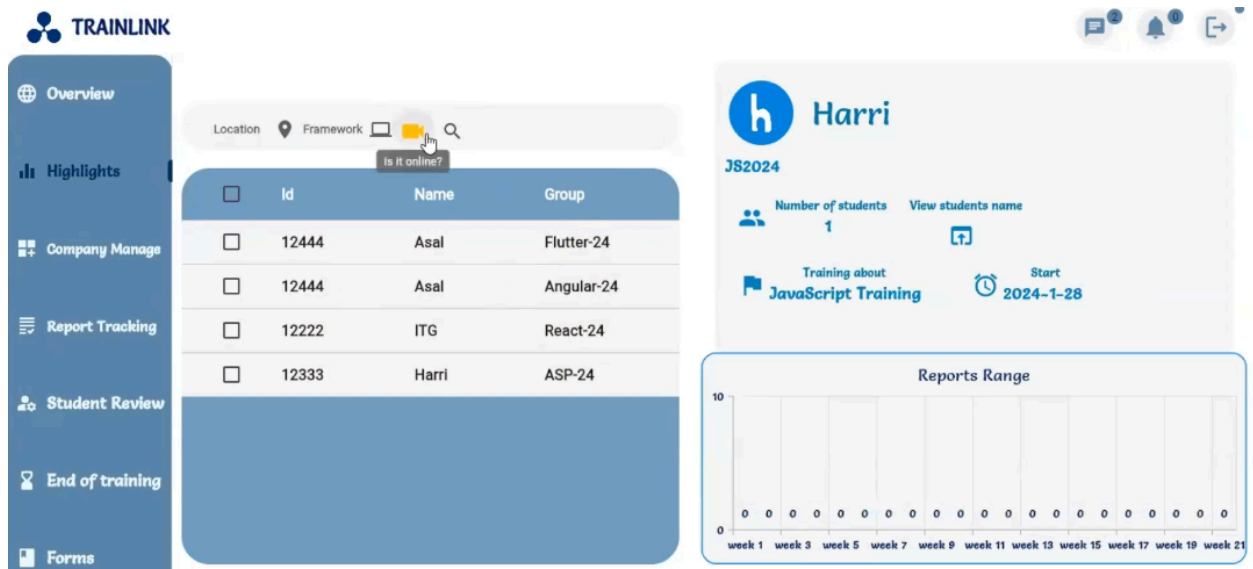 TRAINLINK
2
0
Overview
Highlights
Company Manage
Report Tracking
Student Review
End of training
Forms
Location Framework
Is it online?
Id Name Group
12444 Asal Flutter-24
12444 Asal Angular-24
12222 ITG React-24
12333 Harri ASP-24
h Harri
JS2024
Number of students View students name
1
Training about Start
JavaScript Training 2024-1-28
Reports Range
10
0 0 0 0 0 0 0 0 0 0 0 0 0 0 0 0 0 0 0 0 0
0
week 1 week 3 week 5 week 7 week 9 week 11 week 13 week 15 week 17 week 19 week 21